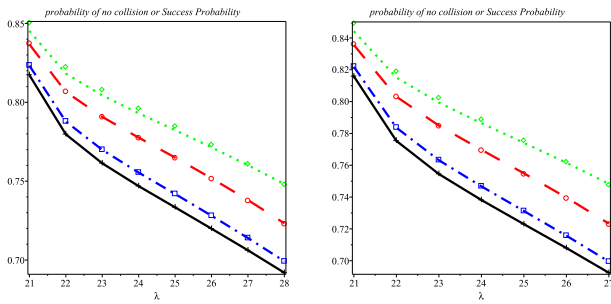 probability of no collision or Success Probability
0.85
0.80
0.75
0.70
21 22 23 24 25 26 27 28
λ
probability of no collision or Success Probability
0.84
0.82
0.80
0.78
0.76
0.74
0.72
0.70
21 22 23 24 25 26 27
λ